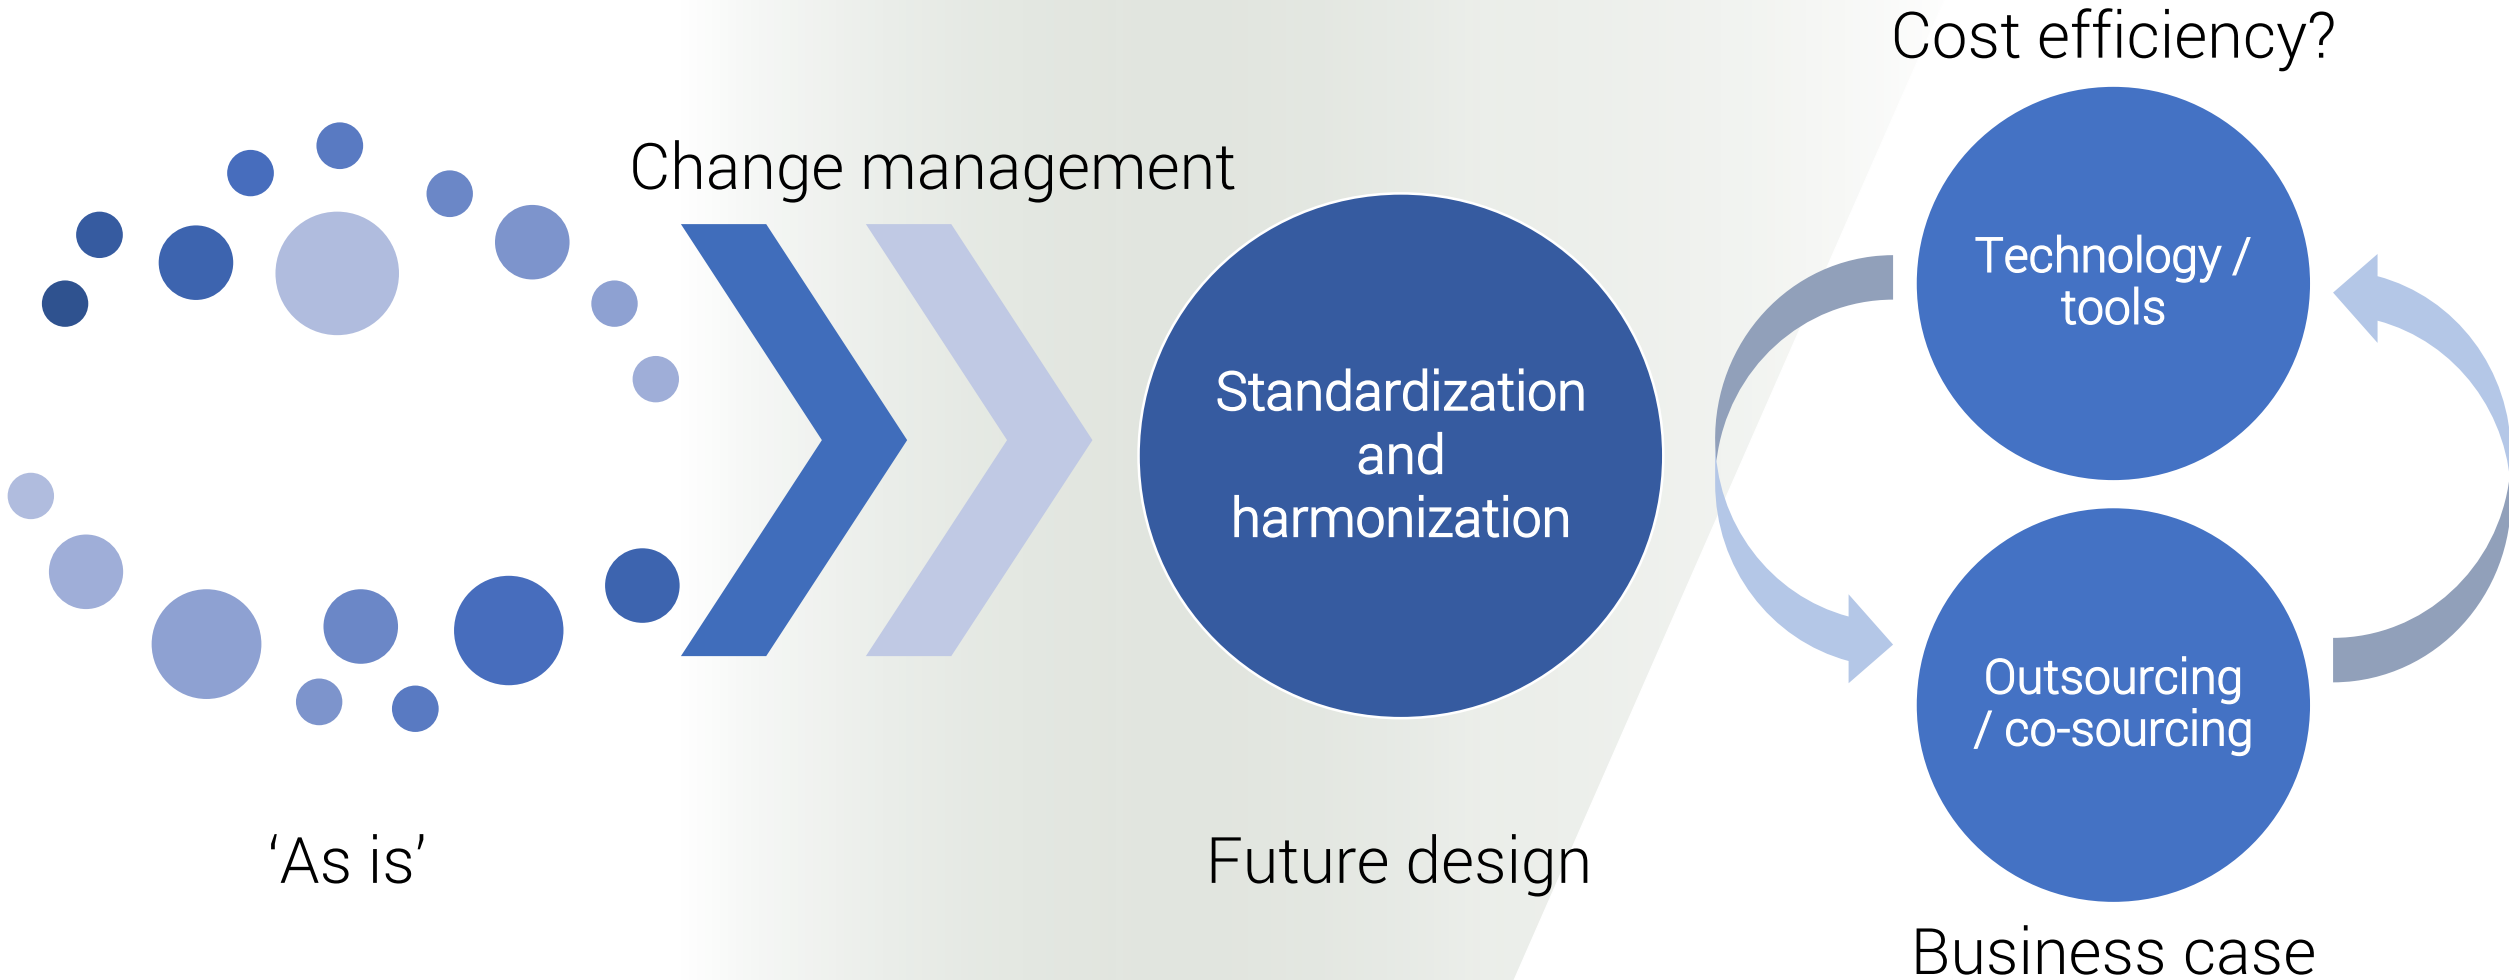 Change management
‘As is’
Standardization
and
harmonization
Future design
Cost efficiency?
Technology /
tools
Outsourcing
/ co-sourcing
Business case